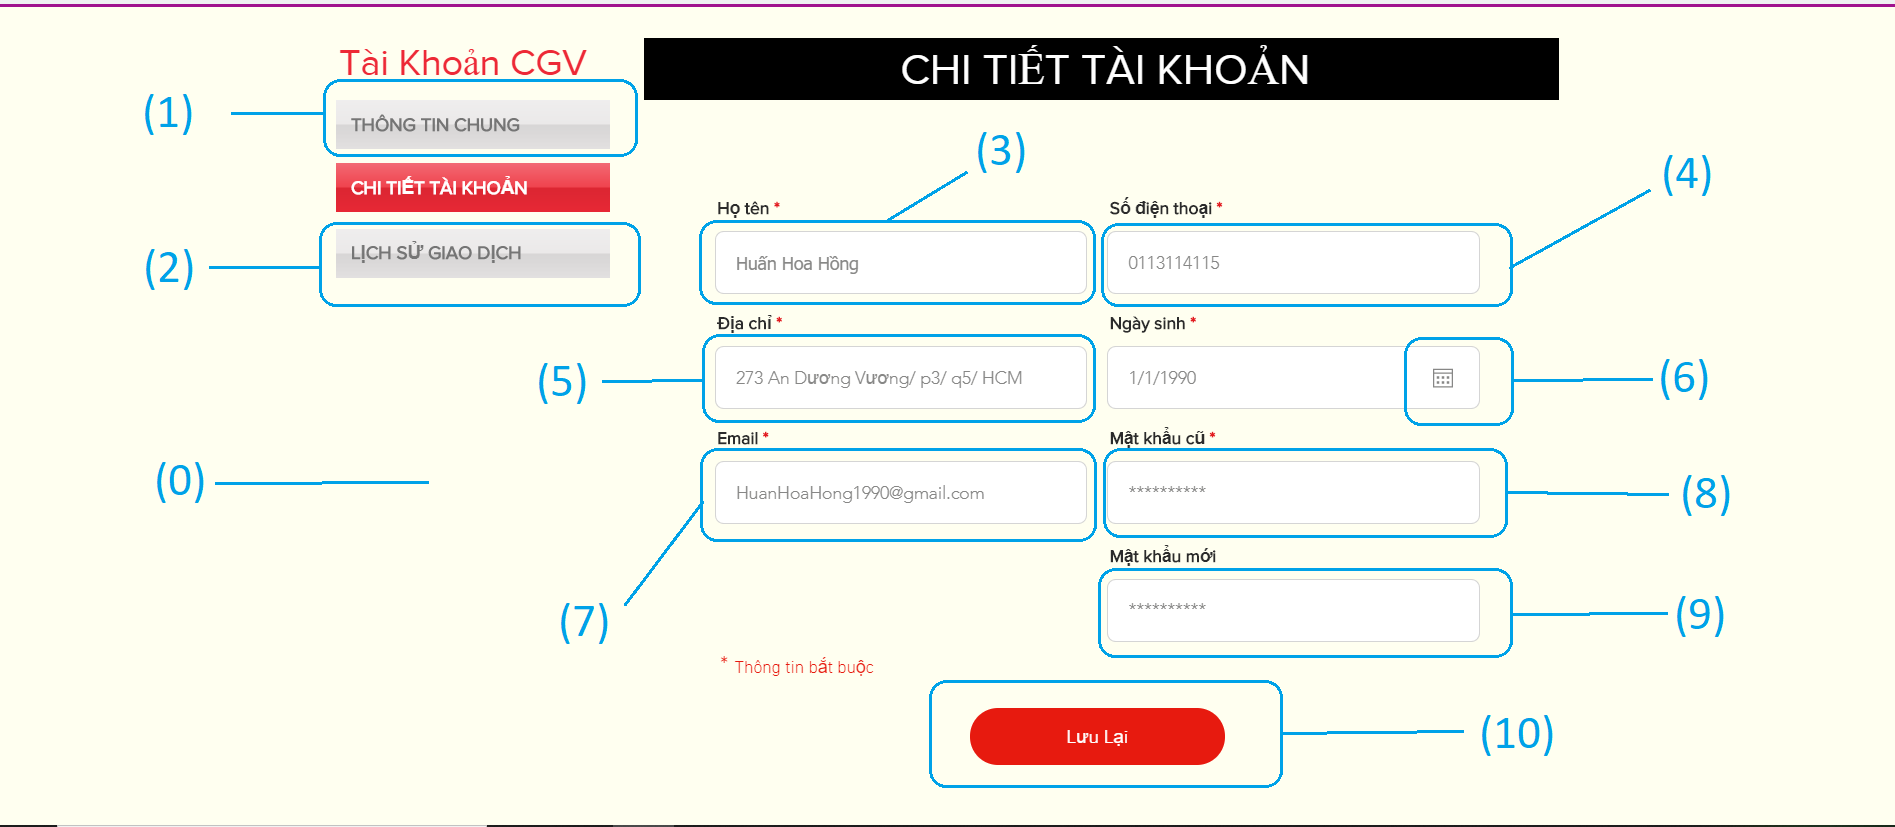 Tài Khoản CGV
CHI TIẾT TÀI KHOẢN
(1)
THÔNG TIN CHUNG
CHI TIẾT TÀI KHOẢN
(2)
LỊCH SỬ GIAO DỊCH
(3)
(4)
Họ tên *
Số điện thoại *
Huấn Hoa Hồng
0113114115
Địa chỉ *
Ngày sinh *
(5)
273 An Dương Vương/ p3/ q5/ HCM
1/1/1990
(6)
Email *
Mật khẩu cũ *
(0)
HuanHoaHong1990@gmail.com
**********
(8)
Mật khẩu mới
(7)
**********
(9)
* Thông tin bắt buộc
Lưu Lại
(10)